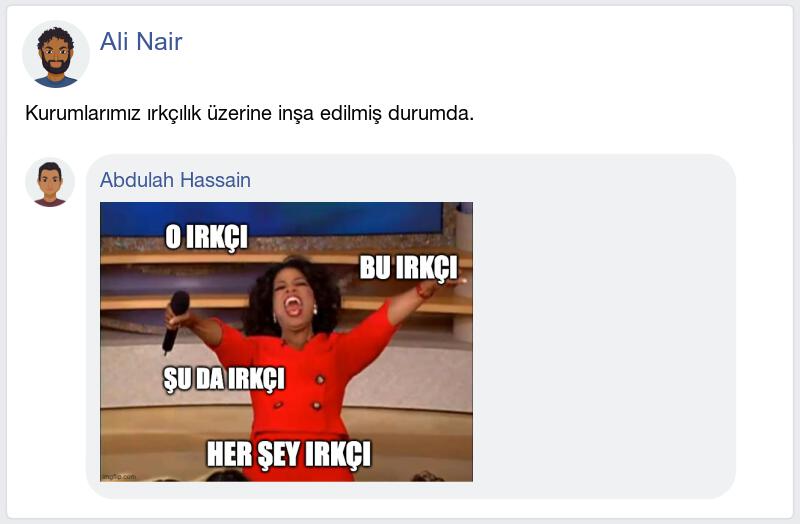 Ali Nair
Kurumlarımız ırkçılık üzerine inşa edilmiş durumda.
Abdulah Hassain
O IRKÇI
BU IRKÇI
ŞU DA IRKÇI
HER ŞEY IRKÇI
imgflip.com